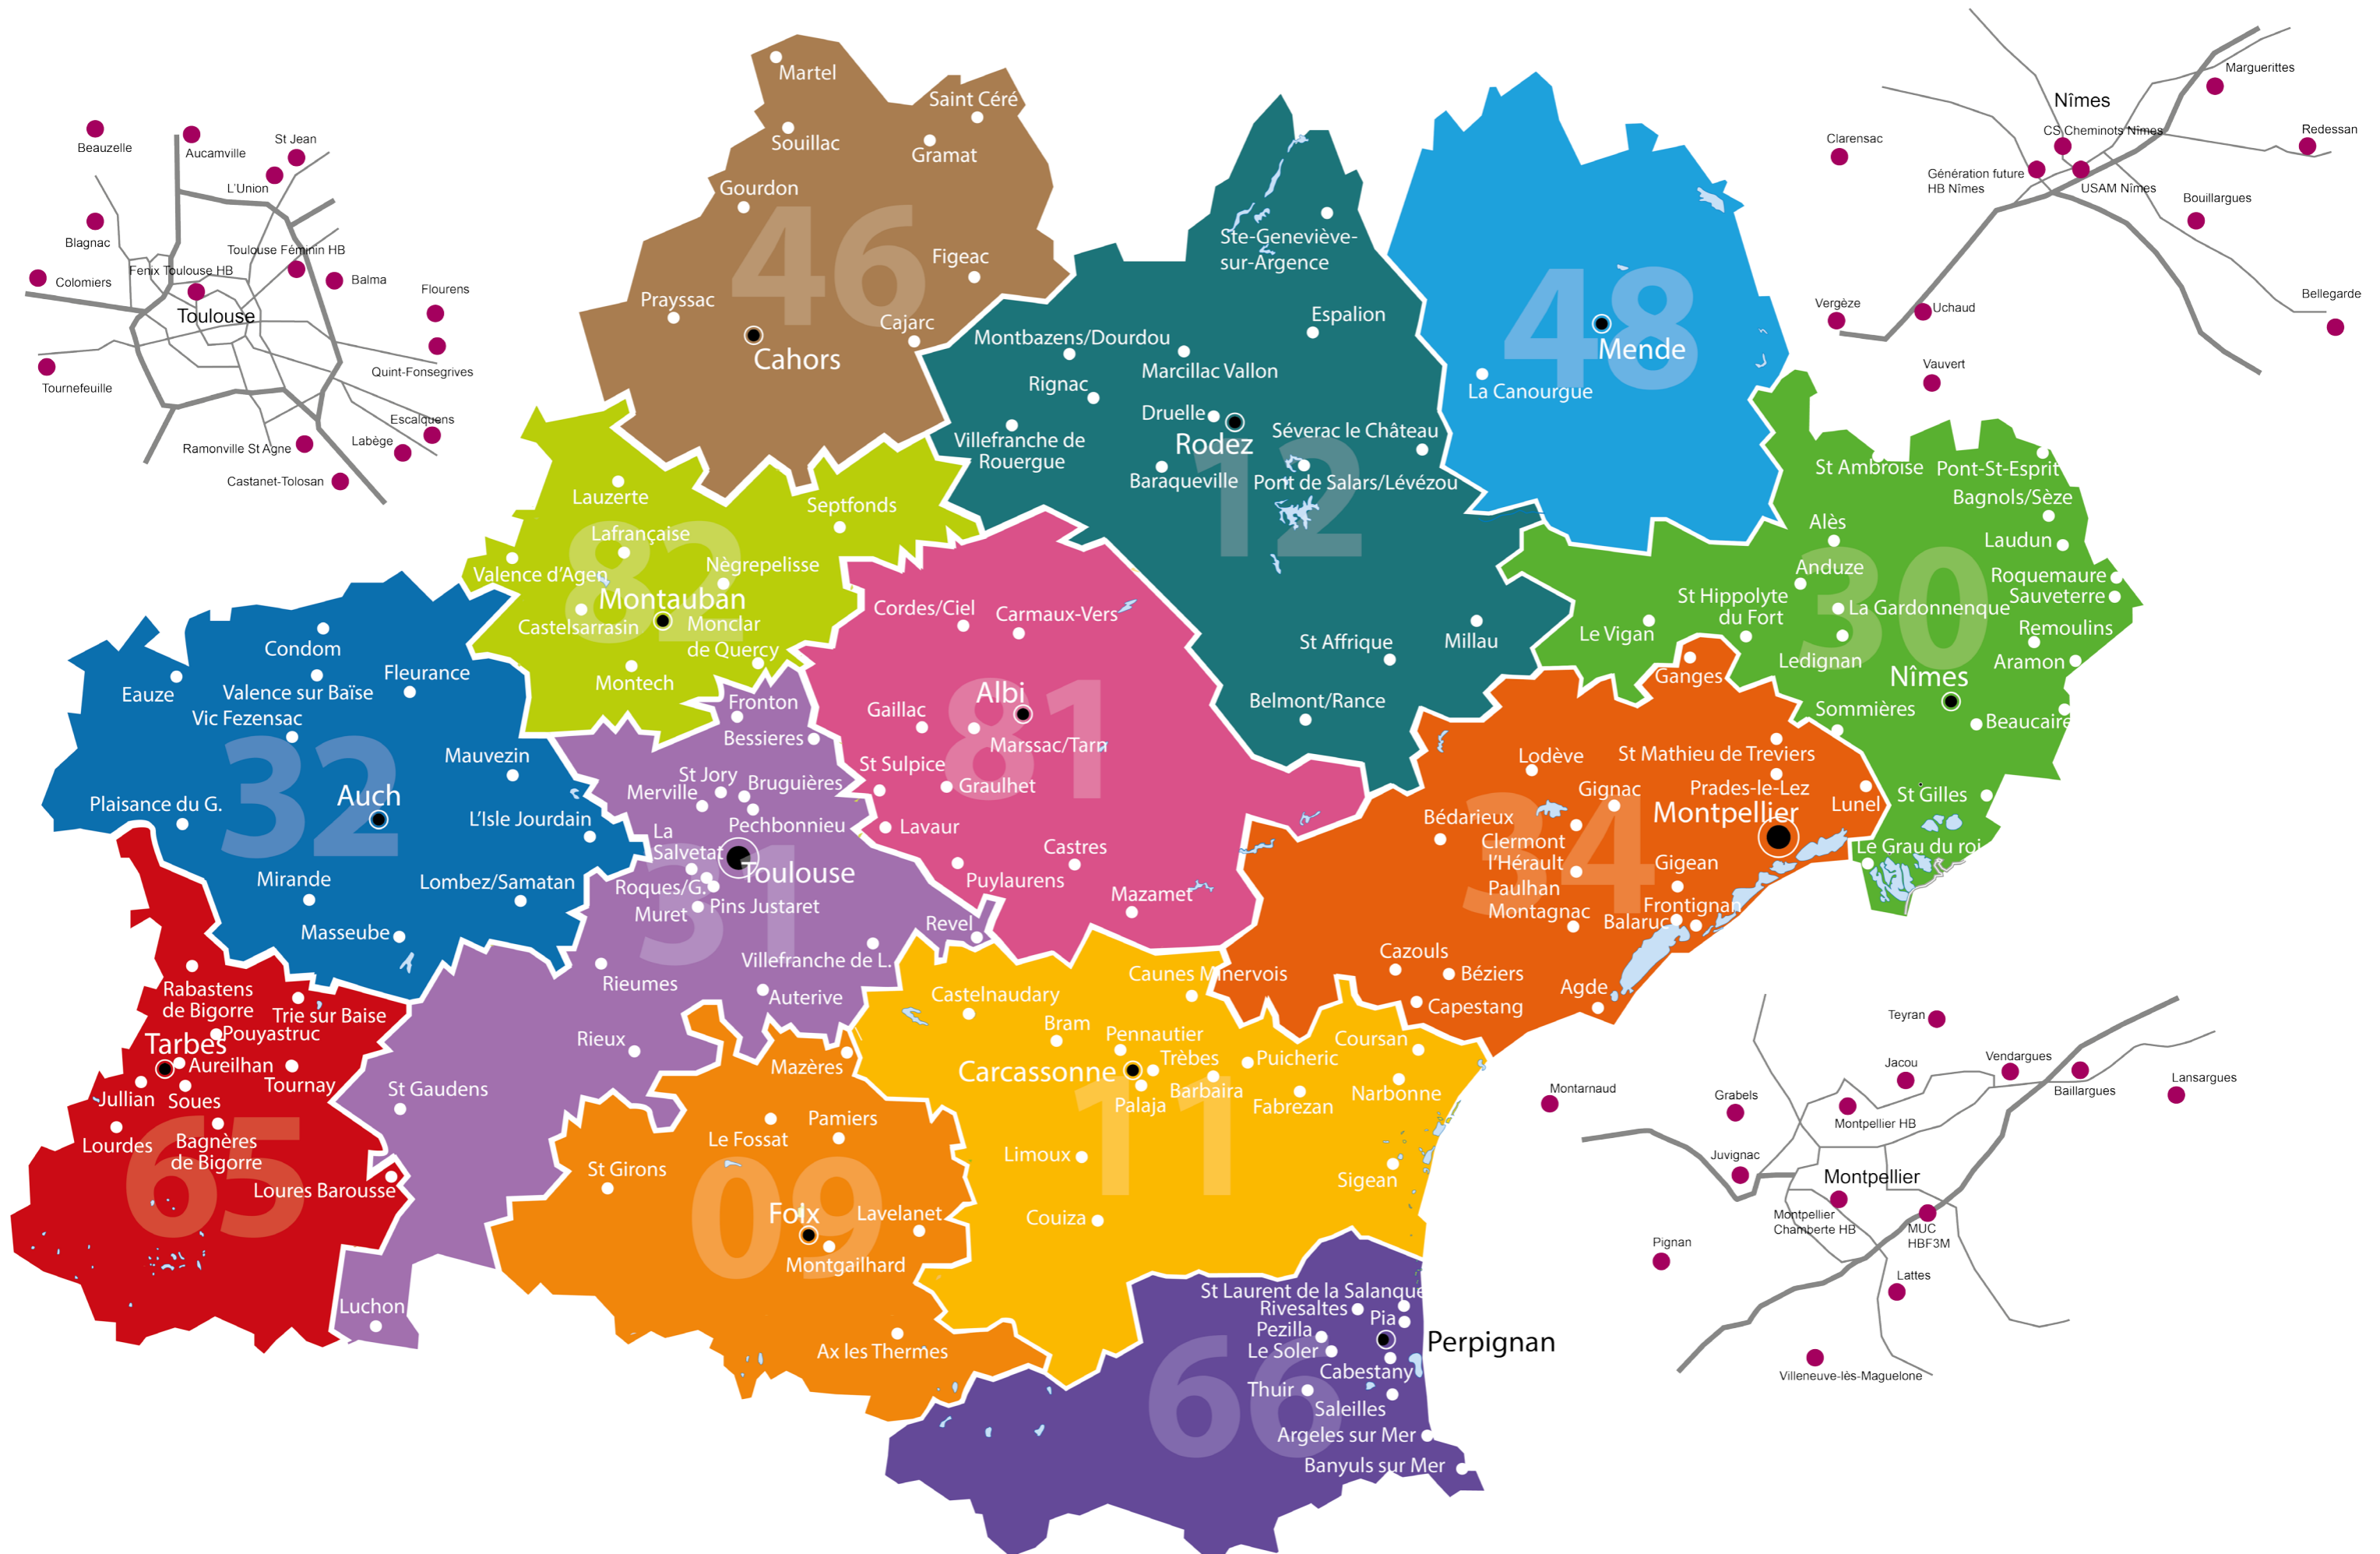 Beauzelle
Aucamville
St Jean
L'Union
Blagnac
Toulouse Féminin HB
Fenix Toulouse HB
Colomiers
Balma
Flourens
Toulouse
Quint-Fonsegrives
Tournefeuille
Escalquens
Labège
Ramonville St Agne
Castanet-Tolosan
Martel
Saint Céré
Souillac
Gramat
Gourdon
46
Figeac
Prayssac
Cajarc
Cahors
Ste-Geneviève-
sur-Argence
Espalion
Montbazens/Dourdou
Marcillac Vallon
Rignac
Druelle
Rodez
Séverac le Château
Villefranche de
Rouergue
12
Baraqueville
Pont de Salars/Lévézou
St Affrique
Millau
Belmont/Rance
48
Mende
La Canourgue
Nîmes
Marguerittes
CS Cheminots Nîmes
Redessan
Clarensac
Génération future
HB Nîmes
USAM Nîmes
Bouillargues
Bellegarde
Vergèze
Uchaud
Vauvert
St Ambroise
Pont-St-Esprit
Bagnols/Sèze
Alès
Laudun
Anduze
30
Roquemaure
Sauveterre
St Hippolyte
du Fort
La Gardonnenque
Le Vigan
Remoulins
Ledignan
Aramon
Nîmes
Sommières
Beaucaire
St Gilles
Le Grau du roi
Lauzerte
Septfonds
82
Lafrançaise
Nègrepelisse
Valence d'Agen
Montauban
Castelsarrasin
Monclar
de Quercy
Montech
Condom
Fleurance
Eauze
Valence sur Baïse
Vic Fezensac
32
Mauvezin
Auch
Plaisance du G.
L'Isle Jourdain
Mirande
Lombez/Samatan
Masseube
Cordes/Ciel
Carmaux-Vers
Albi
81
Gaillac
Marssac/Tarn
St Sulpice
Graulhet
Lavaur
Castres
Puylaurens
Mazamet
Fronton
Bessieres
St Jory
Bruguières
Merville
Pechbonnieu
La
Salvetat
31
Toulouse
Roques/G.
Pins Justaret
Muret
Revel
Villefranche de L.
Rieumes
Auterive
Rieux
St Gaudens
Luchon
Ganges
St Mathieu de Treviers
Lodève
Prades-le-Lez
Gignac
Lunel
Montpellier
34
Bédarieux
Clermont
l'Hérault
Gigean
Paulhan
Montagnac
Frontignan
Balaruc
Cazouls
Béziers
Agde
Capestang
Rabastens
de Bigorre
Trie sur Baise
Pouyastruc
Tarbes
Aureilhan
Tournay
Jullian
Soues
65
Lourdes
Bagnères
de Bigorre
Loures Barousse
Mazères
Pamiers
Le Fossat
St Girons
09
Foix
Lavelanet
Montgailhard
Ax les Thermes
Caunes Minervois
Castelnaudary
Bram
Pennautier
Coursan
Trèbes
Puicheric
Carcassonne
Barbaira
Narbonne
Palaja
Fabrezan
11
Limoux
Sigean
Couiza
St Laurent de la Salanque
Rivesaltes
Pia
Pezilla
Perpignan
Le Soler
66
Cabestany
Thuir
Saleilles
Argeles sur Mer
Banyuls sur Mer
Teyran
Vendargues
Jacou
Lansargues
Montarnaud
Grabels
Baillargues
Montpellier HB
Juvignac
Montpellier
Montpellier
Chamberte HB
MUC
HBF3M
Pignan
Lattes
Villeneuve-lès-Maguelone